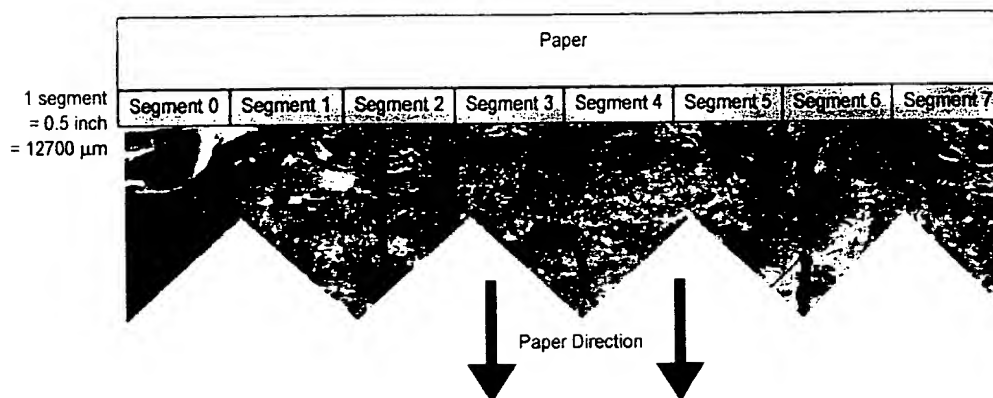 Paper
1 segment
= 0.5 inch
= 12700 µm
Segment 0 Segment 1 Segment 2 Segment 3 Segment 4 Segment 5 Segment 6 Segment 7
Paper Direction